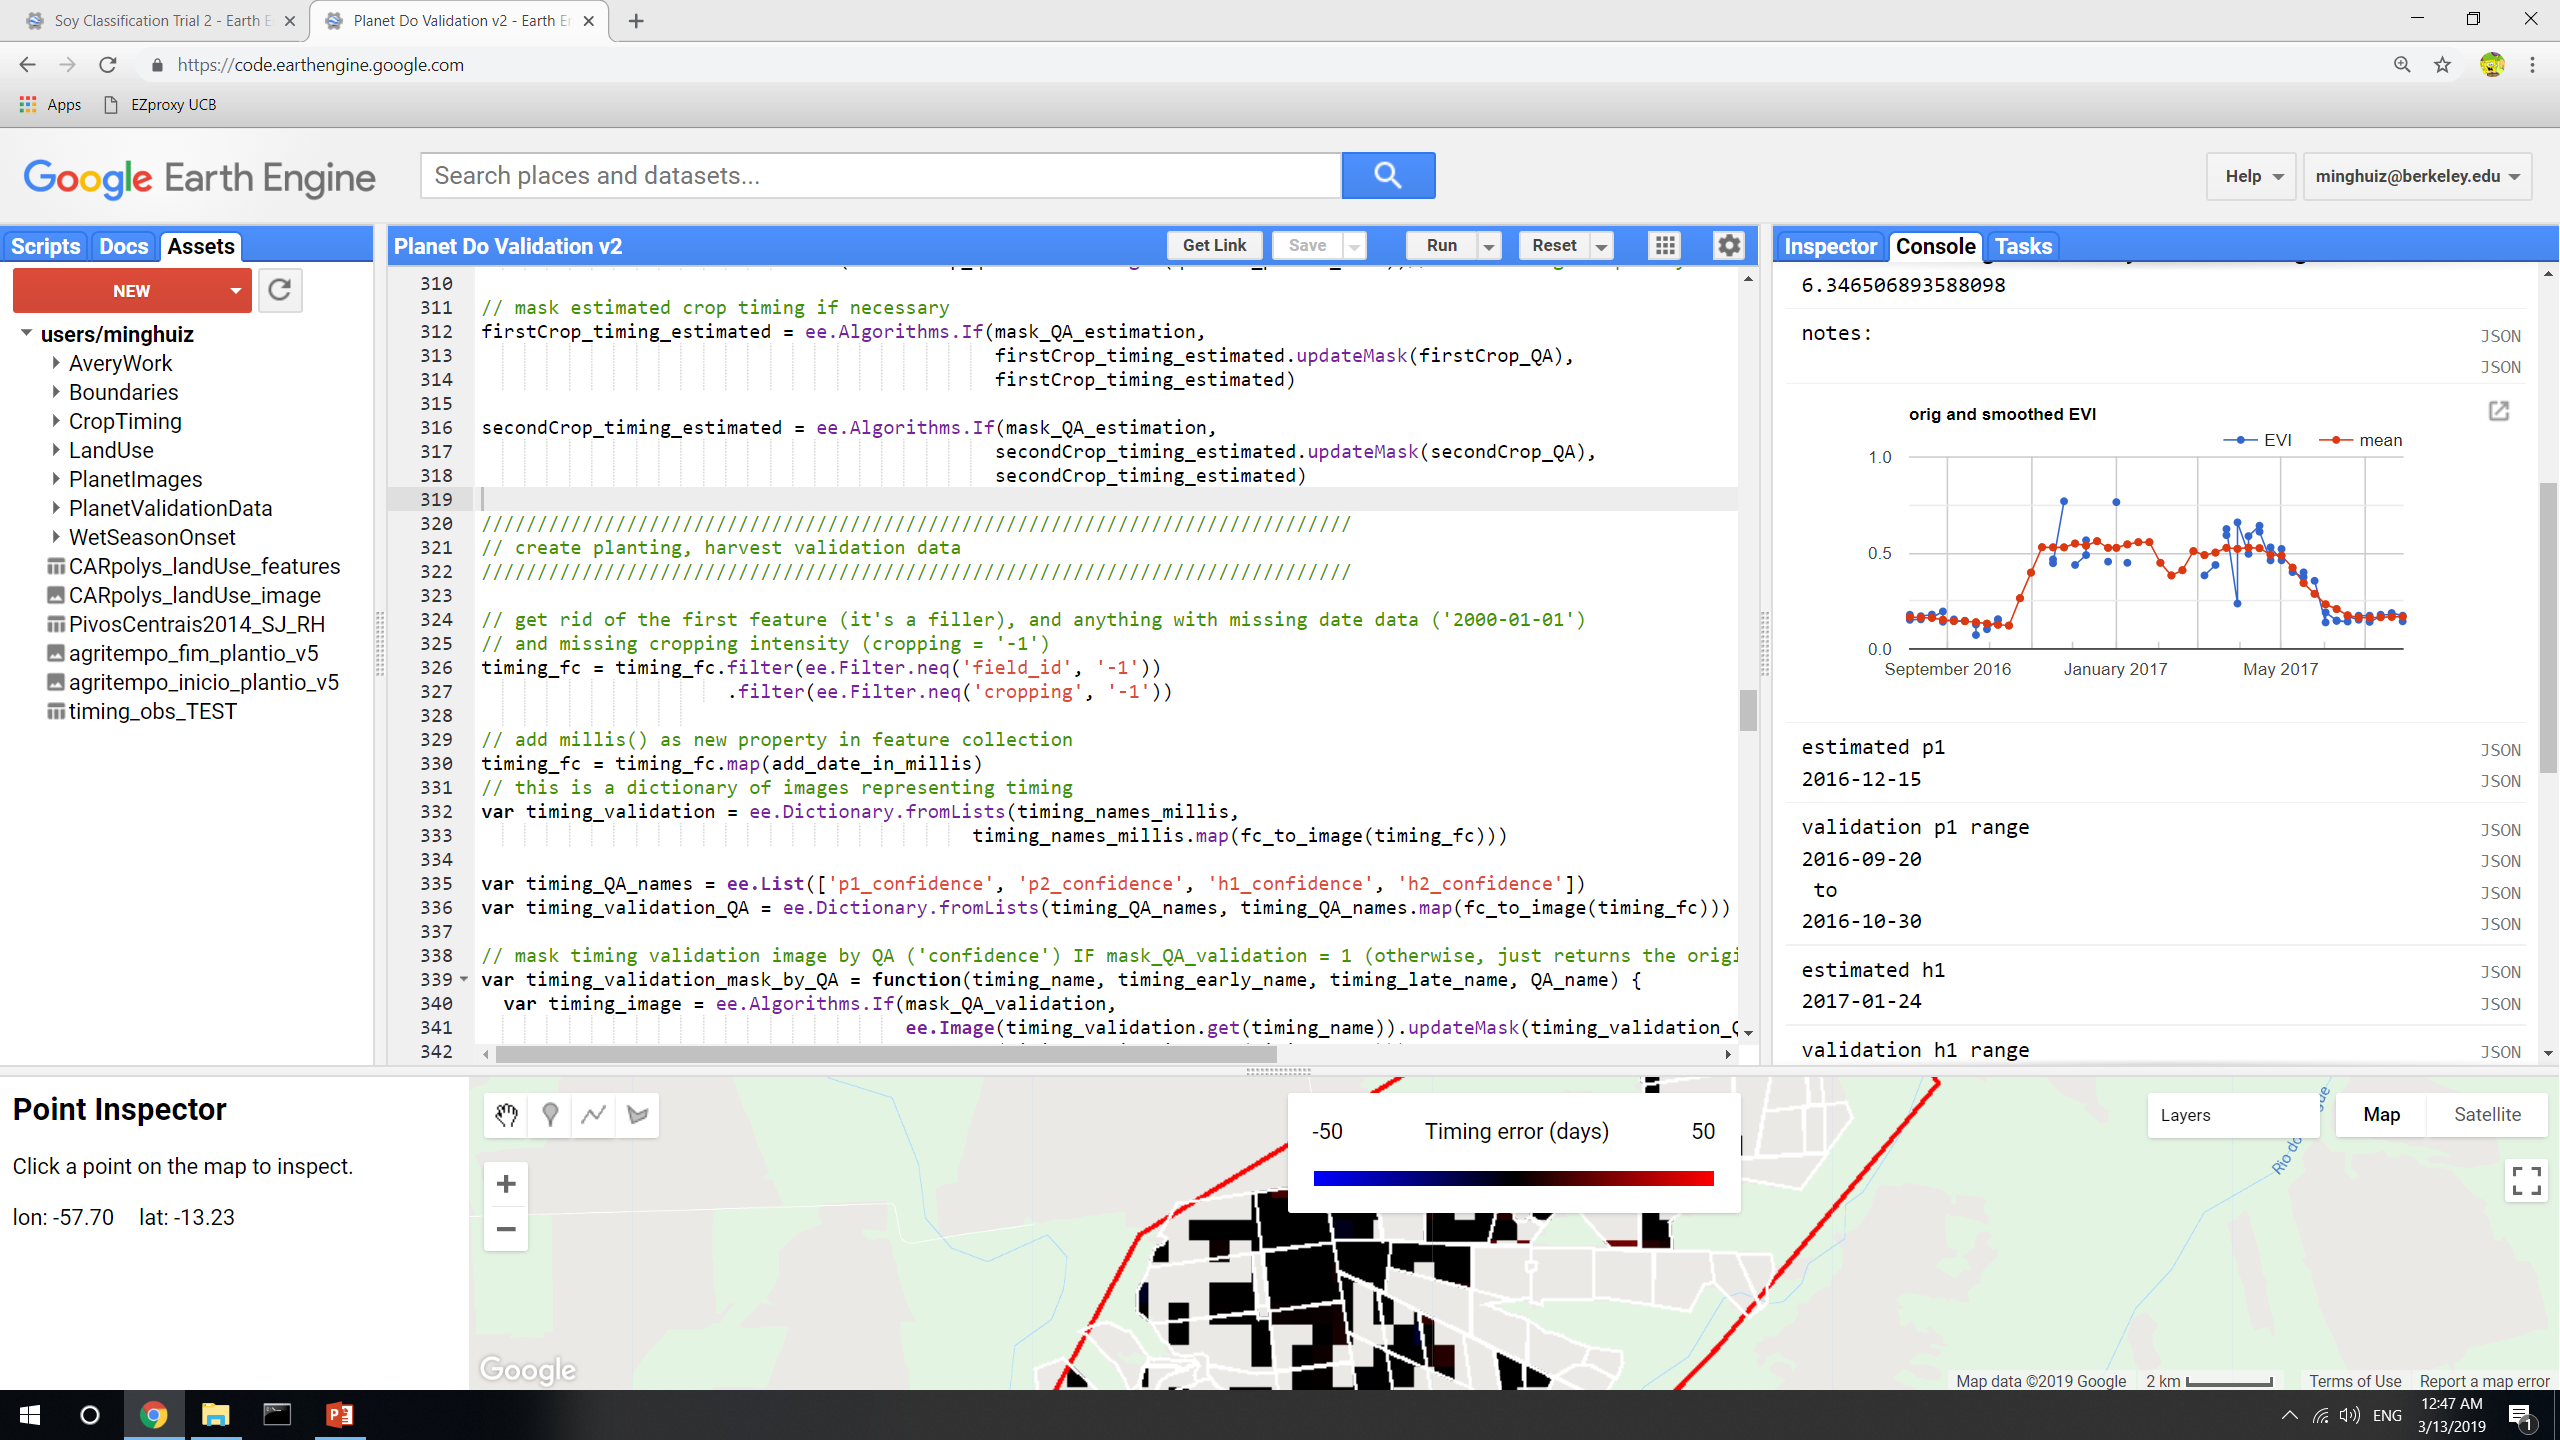 Soy Classification Trial 2 - Earth E
Planet Do Validation v2 - Earth En
https://code.earthengine.google.com
Apps
EZproxy UCB
Google Earth Engine
Search places and datasets...
Help
minghuiz@berkeley.edu
Scripts
Docs
Assets
NEW
users/minghuiz
AveryWork
Boundaries
CropTiming
LandUse
PlanetImages
PlanetValidationData
WetSeasonOnset
CARpolys_landUse_features
CARpolys_landUse_image
PivosCentrais2014_SJ_RH
agritempo_fim_plantio_v5
agritempo_inicio_plantio_v5
timing_obs_TEST
Planet Do Validation v2
Get Link
Save
Run
Reset
310
311 // mask estimated crop timing if necessary
312 firstCrop_timing_estimated = ee.Algorithms.If(mask_QA_estimation,
313 firstCrop_timing_estimated.updateMask(firstCrop_QA),
314 firstCrop_timing_estimated)
315
316 secondCrop_timing_estimated = ee.Algorithms.If(mask_QA_estimation,
317 secondCrop_timing_estimated.updateMask(secondCrop_QA),
318 secondCrop_timing_estimated)
319
320 //////////////////////////////////////////////////////////////////////////////
321 // create planting, harvest validation data
322 //////////////////////////////////////////////////////////////////////////////
323
324 // get rid of the first feature (it's a filler), and anything with missing date data ('2000-01-01')
325 // and missing cropping intensity (cropping = '-1')
326 timing_fc = timing_fc.filter(ee.Filter.neq('field_id', '-1'))
327 .filter(ee.Filter.neq('cropping', '-1'))
328
329 // add millis() as new property in feature collection
330 timing_fc = timing_fc.map(add_date_in_millis)
331 // this is a dictionary of images representing timing
332 var timing_validation = ee.Dictionary.fromLists(timing_names_millis,
333 timing_names_millis.map(fc_to_image(timing_fc)))
334
335 var timing_QA_names = ee.List(['p1_confidence', 'p2_confidence', 'h1_confidence', 'h2_confidence'])
336 var timing_validation_QA = ee.Dictionary.fromLists(timing_QA_names, timing_QA_names.map(fc_to_image(timing_fc)))
337
338 // mask timing validation image by QA ('confidence') IF mask_QA_validation = 1 (otherwise, just returns the origi
339 var timing_validation_mask_by_QA = function(timing_name, timing_early_name, timing_late_name, QA_name) {
340 var timing_image = ee.Algorithms.If(mask_QA_validation,
341 ee.Image(timing_validation.get(timing_name)).updateMask(timing_validation_Q
342
Inspector
Console
Tasks
6.346506893588098
notes: JSON
JSON
orig and smoothed EVI
EVI
mean
1.0
0.5
0.0
September 2016
January 2017
May 2017
estimated p1 JSON
2016-12-15 JSON
validation p1 range JSON
2016-09-20 JSON
to JSON
2016-10-30 JSON
estimated h1 JSON
2017-01-24 JSON
validation h1 range JSON
Point Inspector
Click a point on the map to inspect.
lon: -57.70 lat: -13.23
-50 Timing error (days) 50
Layers
Map
Satellite
Rio do
Google
Map data ©2019 Google
2 km
Terms of Use
Report a map error
ENG
12:47 AM
3/13/2019
1